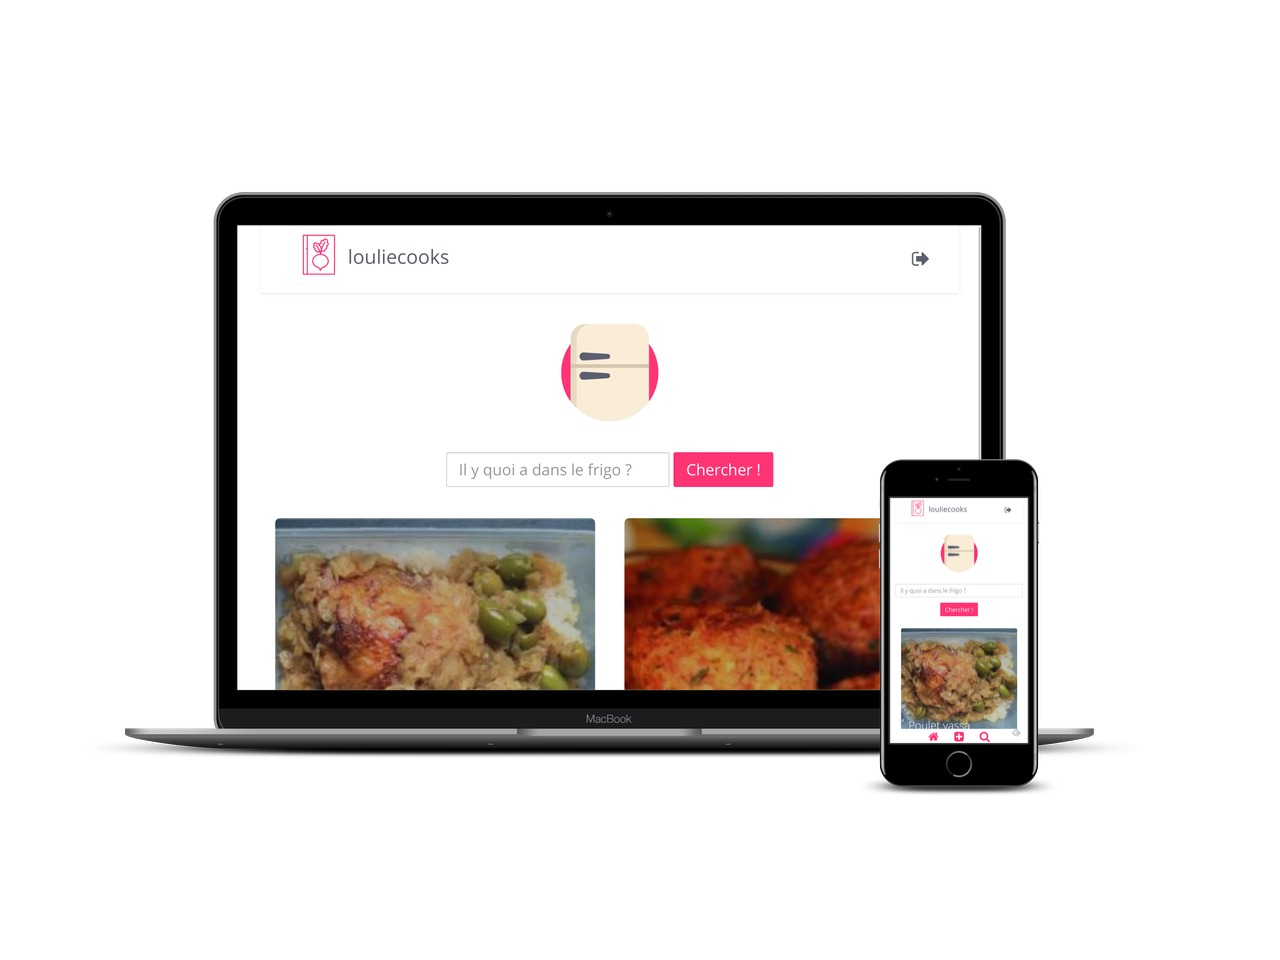 louliecooks
Il y quoi a dans le frigo ?
Chercher !
MacBook
louliecooks
Il y quoi a dans le frigo ?
Chercher !
Poulet yassa